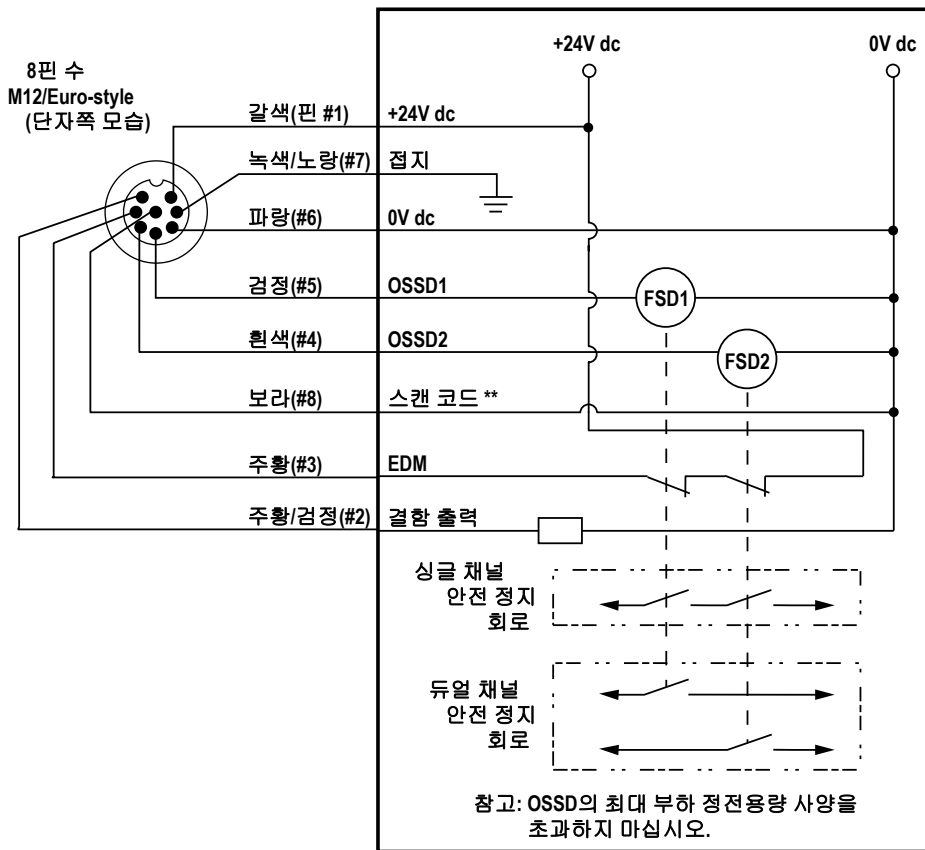 +24V dc
0V dc
8핀 수
M12/Euro-style
(단자쪽 모습)
갈색(핀 #1)
+24V dc
녹색/노랑(#7)
접지
파랑(#6)
0V dc
검정(#5)
OSSD1
FSD1
흰색(#4)
OSSD2
FSD2
보라(#8)
스캔 코드 **
주황(#3)
EDM
주황/검정(#2)
결함 출력
싱글 채널
안전 정지
회로
듀얼 채널
안전 정지
회로
참고: OSSD의 최대 부하 정전용량 사양을
초과하지 마십시오.